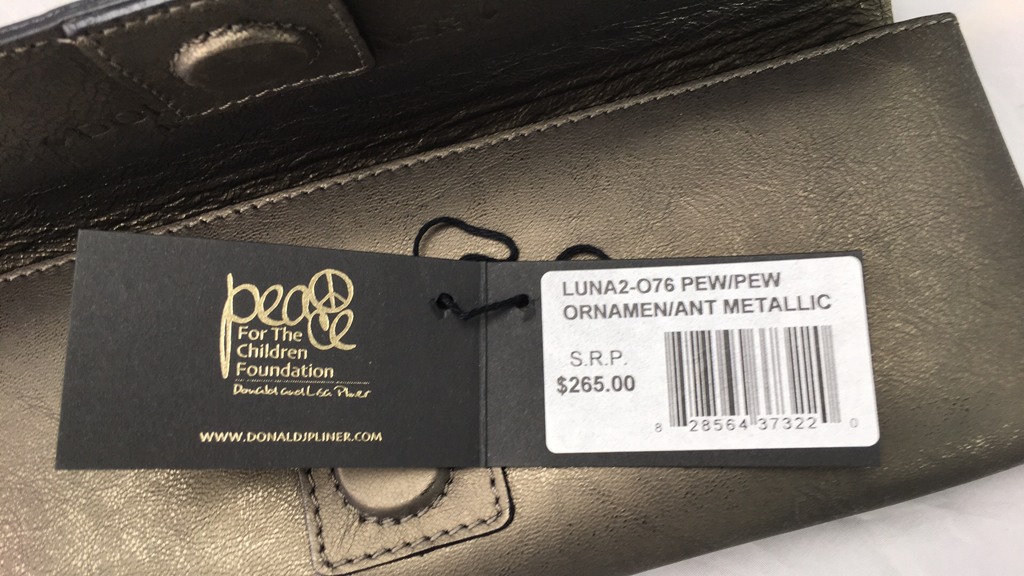 peace
For The
Children
Foundation
Donald and Lisa Pliner
WWW.DONALDJPLINER.COM
LUNA2-O76 PEW/PEW
ORNAMEN/ANT METALLIC
S.R.P.
$265.00
8 28564 37322 0